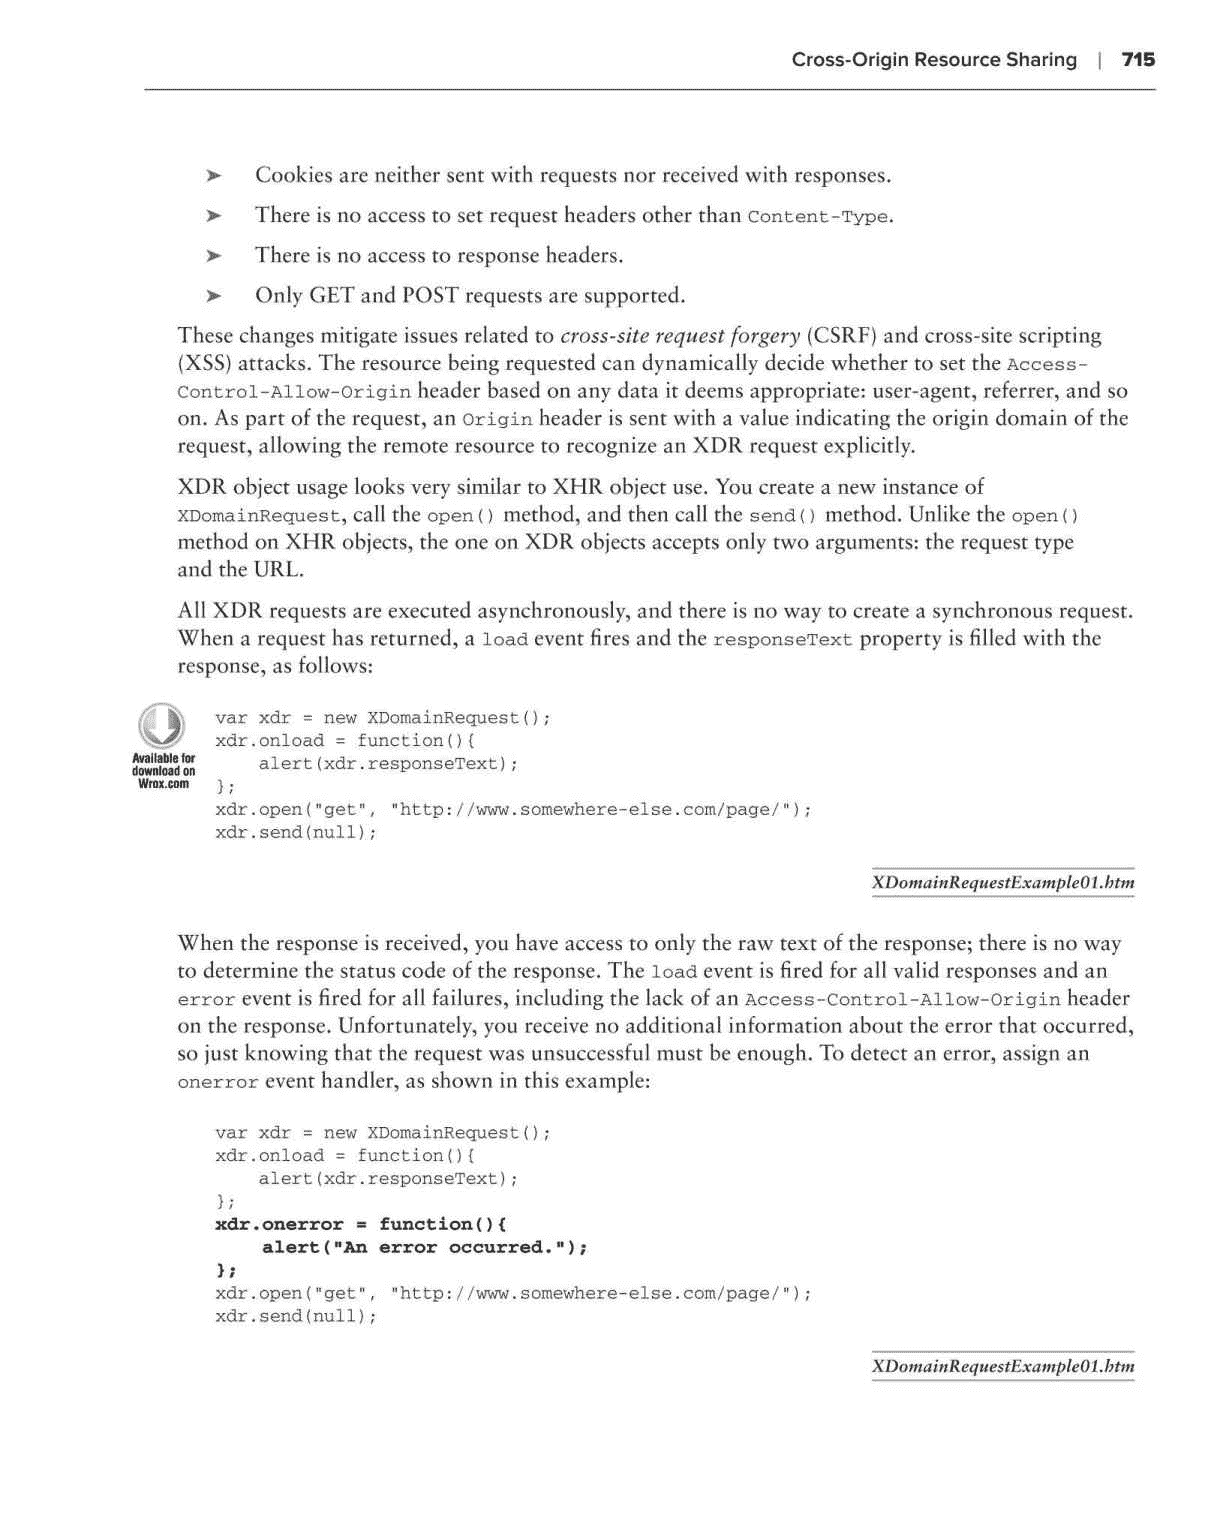 Cross-Origin Resource Sharing | 715
➤ Cookies are neither sent with requests nor received with responses.
➤ There is no access to set request headers other than Content-Type.
➤ There is no access to response headers.
➤ Only GET and POST requests are supported.
These changes mitigate issues related to cross-site request forgery (CSRF) and cross-site scripting
(XSS) attacks. The resource being requested can dynamically decide whether to set the Access-
Control-Allow-Origin header based on any data it deems appropriate: user-agent, referrer, and so
on. As part of the request, an Origin header is sent with a value indicating the origin domain of the
request, allowing the remote resource to recognize an XDR request explicitly.
XDR object usage looks very similar to XHR object use. You create a new instance of
XDomainRequest, call the open() method, and then call the send() method. Unlike the open()
method on XHR objects, the one on XDR objects accepts only two arguments: the request type
and the URL.
All XDR requests are executed asynchronously, and there is no way to create a synchronous request.
When a request has returned, a load event fires and the responseText property is filled with the
response, as follows:
var xdr = new XDomainRequest();
xdr.onload = function(){
    alert(xdr.responseText);
};
xdr.open("get", "http://www.somewhere-else.com/page/");
xdr.send(null);
Available for
download on
Wrox.com
XDomainRequestExample01.htm
When the response is received, you have access to only the raw text of the response; there is no way
to determine the status code of the response. The load event is fired for all valid responses and an
error event is fired for all failures, including the lack of an Access-Control-Allow-Origin header
on the response. Unfortunately, you receive no additional information about the error that occurred,
so just knowing that the request was unsuccessful must be enough. To detect an error, assign an
onerror event handler, as shown in this example:
var xdr = new XDomainRequest();
xdr.onload = function(){
    alert(xdr.responseText);
};
xdr.onerror = function(){
    alert("An error occurred.");
};
xdr.open("get", "http://www.somewhere-else.com/page/");
xdr.send(null);
XDomainRequestExample01.htm